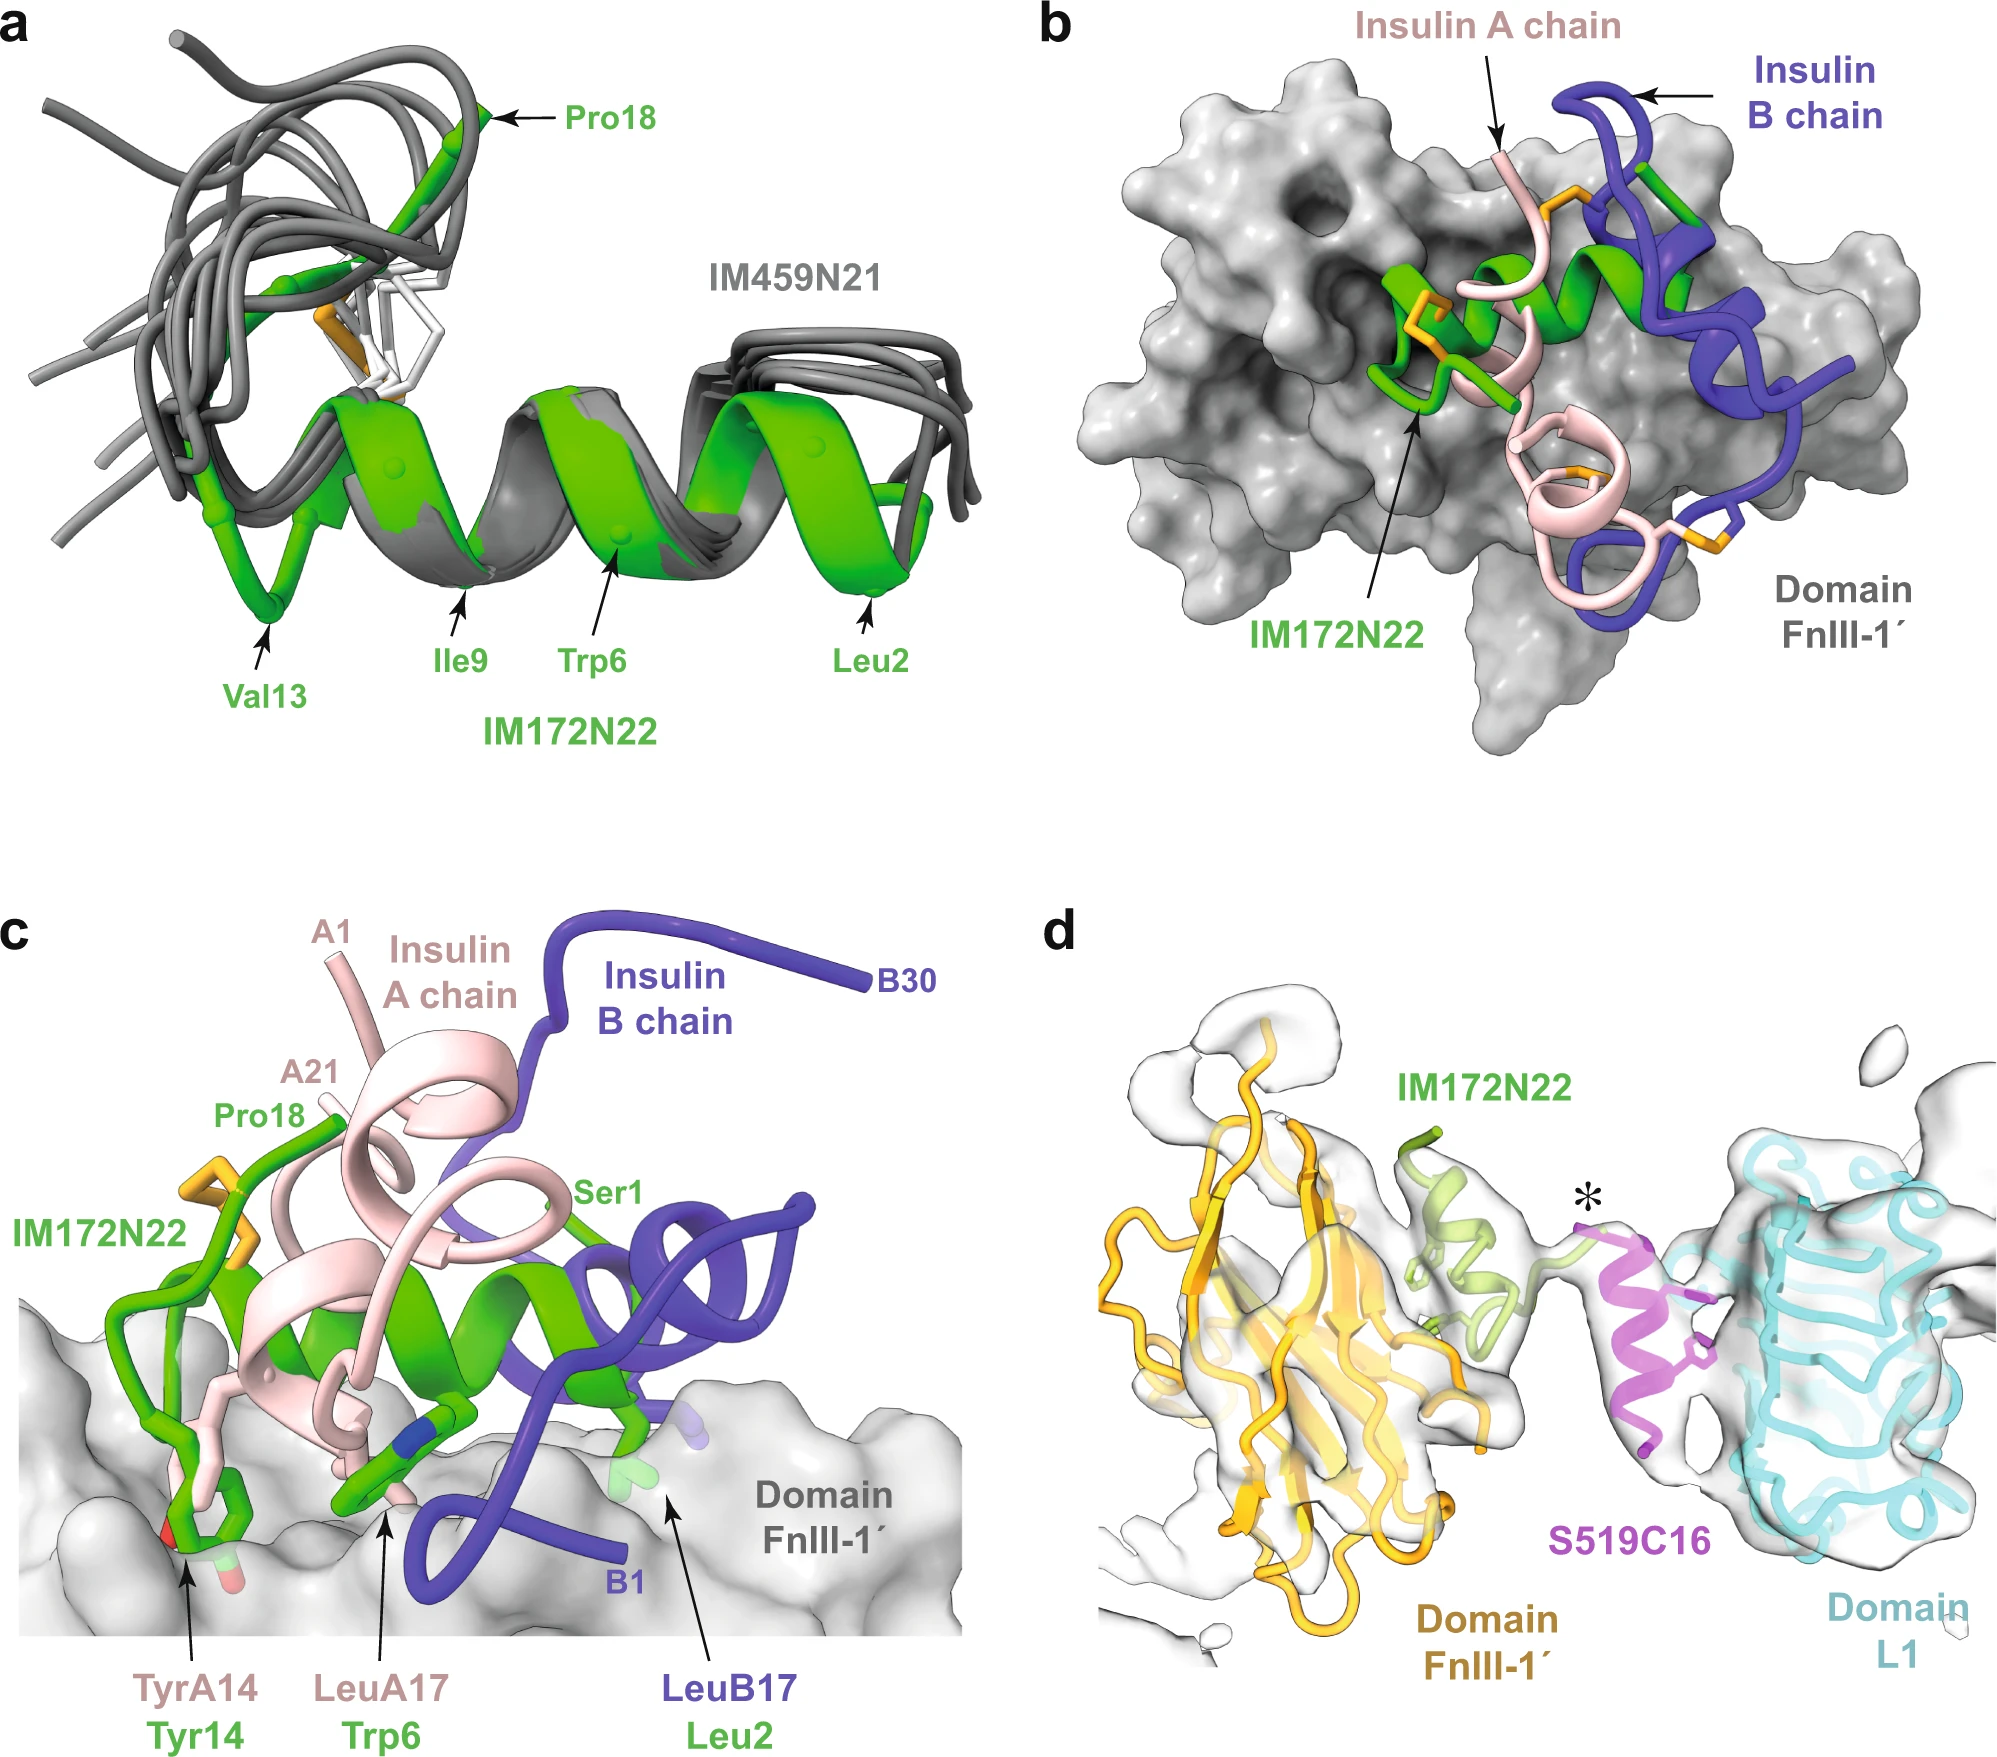 a
Pro18
IM459N21
Val13
Ile9
Trp6
Leu2
IM172N22
b
Insulin A chain
Insulin
B chain
IM172N22
Domain
FnIII-1´
c
A1
Insulin
A chain
Insulin
B chain
B30
A21
Pro18
Ser1
IM172N22
Domain
FnIII-1´
B1
TyrA14
Tyr14
LeuA17
Trp6
LeuB17
Leu2
d
IM172N22
*
S519C16
Domain
FnIII-1´
Domain
L1